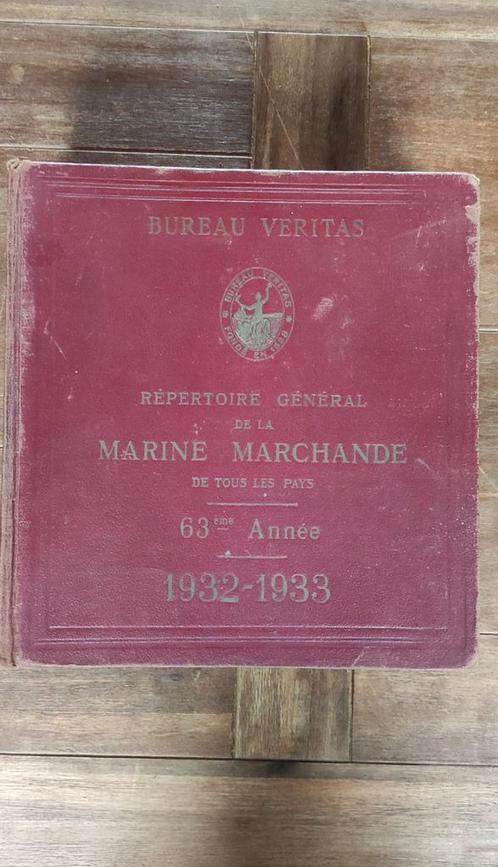 BUREAU VERITAS
BUREAU VERITAS
FONDÉ EN 1828
RÉPERTOIRE GÉNÉRAL
DE LA
MARINE MARCHANDE
DE TOUS LES PAYS
63ème Année
1932-1933